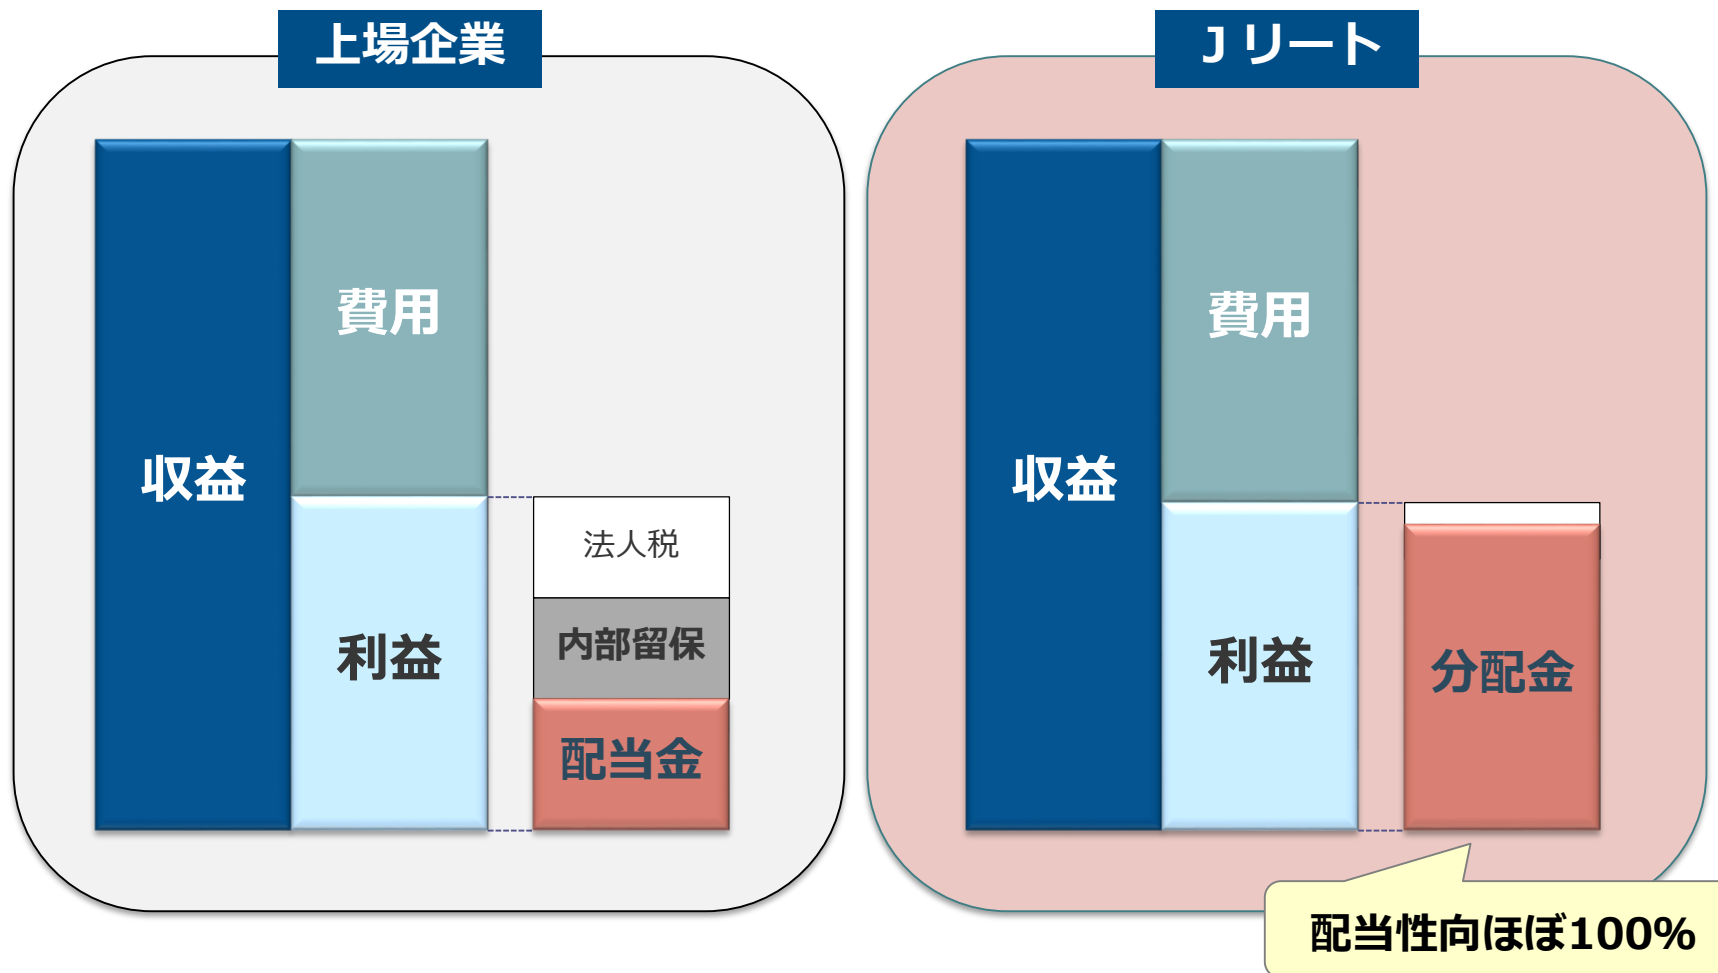 上場企業
収益
費用
利益
法人税
内部留保
配当金
Jリート
収益
費用
利益
分配金
配当性向ほぼ100%